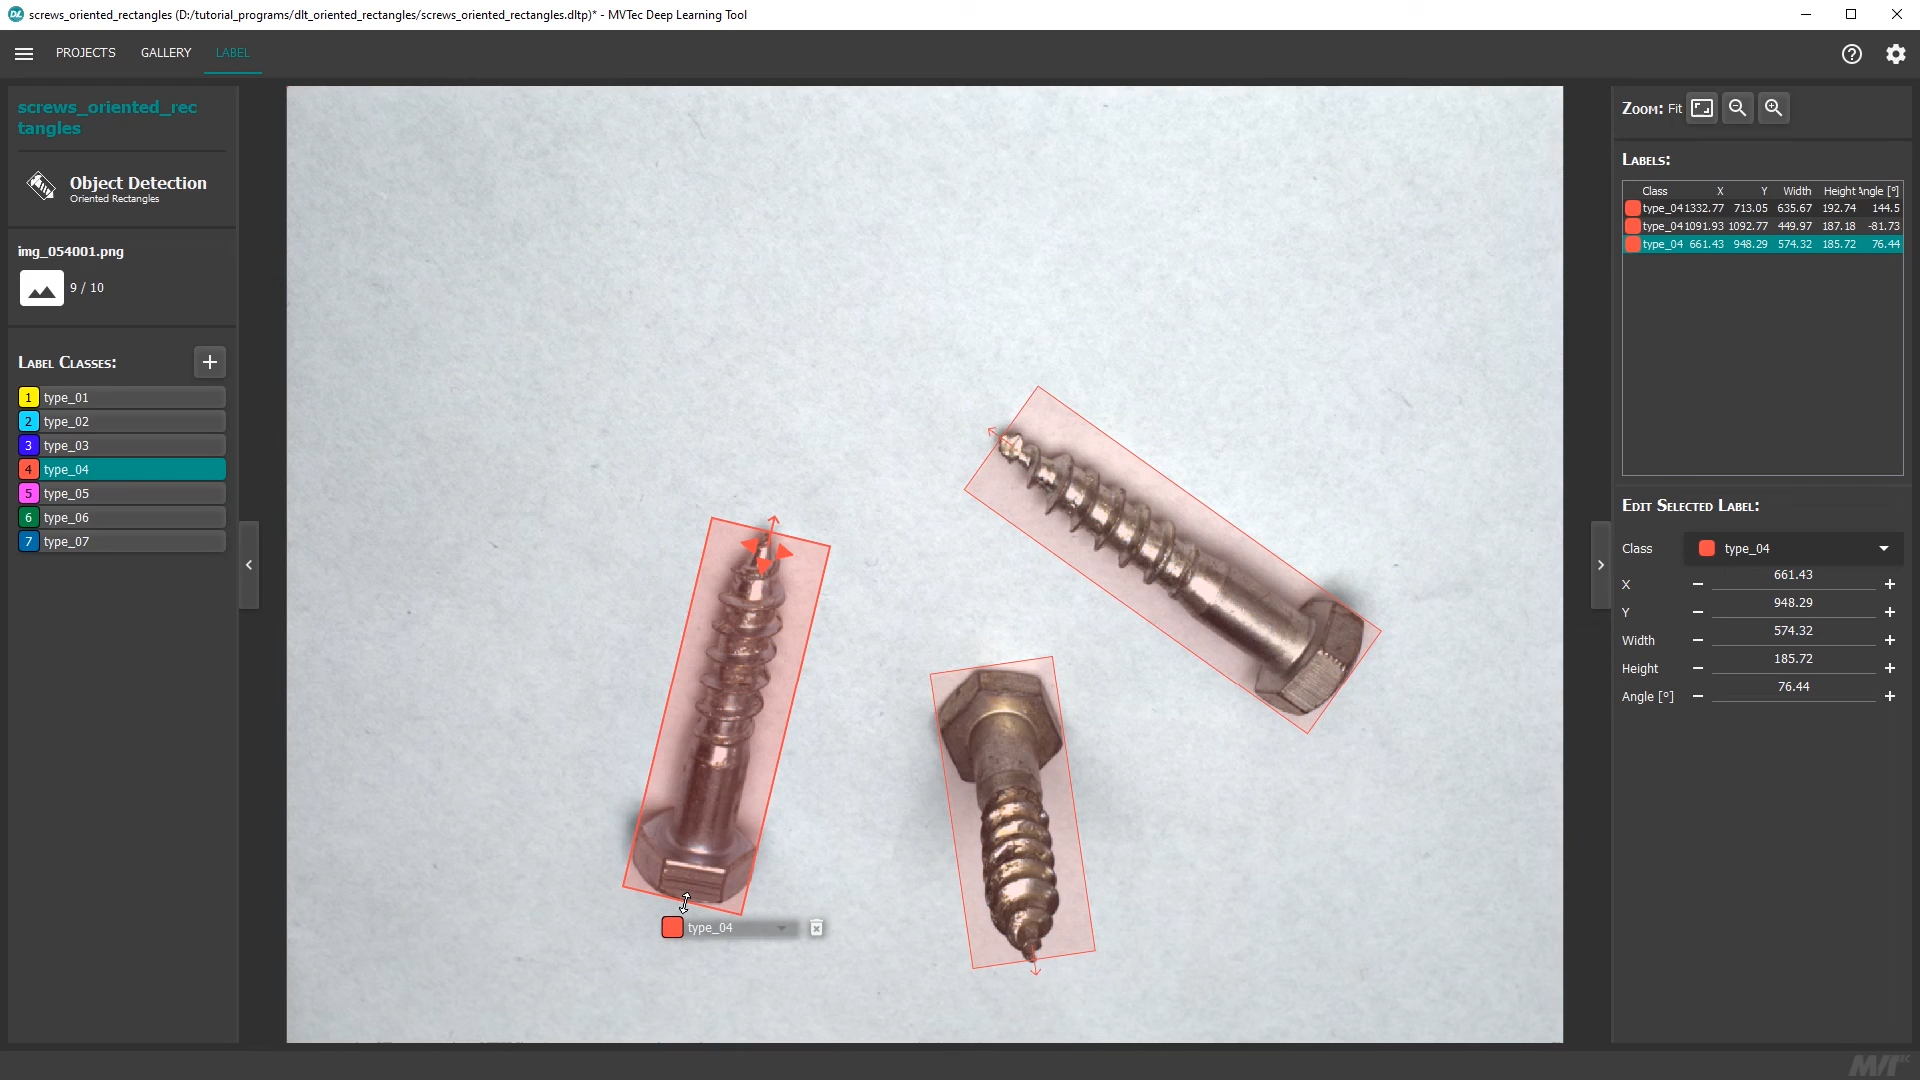 screws_oriented_rectangles (D:/tutorial_programs/dlt_oriented_rectangles/screws_oriented_rectangles.dltp)* - MVTec Deep Learning Tool
PROJECTS GALLERY LABEL
screws_oriented_rec
tangles
Object Detection
Oriented Rectangles
img_054001.png
9 / 10
Label Classes:
1 type_01
2 type_02
3 type_03
4 type_04
5 type_05
6 type_06
7 type_07
type_04
Zoom: Fit
Labels:
Class X Y Width Height Angle [°]
type_04 1332.77 713.05 635.67 192.74 144.5
type_04 1091.93 1092.77 449.97 187.18 -81.73
type_04 661.43 948.29 574.32 185.72 76.44
Edit Selected Label:
Class type_04
X 661.43
Y 948.29
Width 574.32
Height 185.72
Angle [°] 76.44